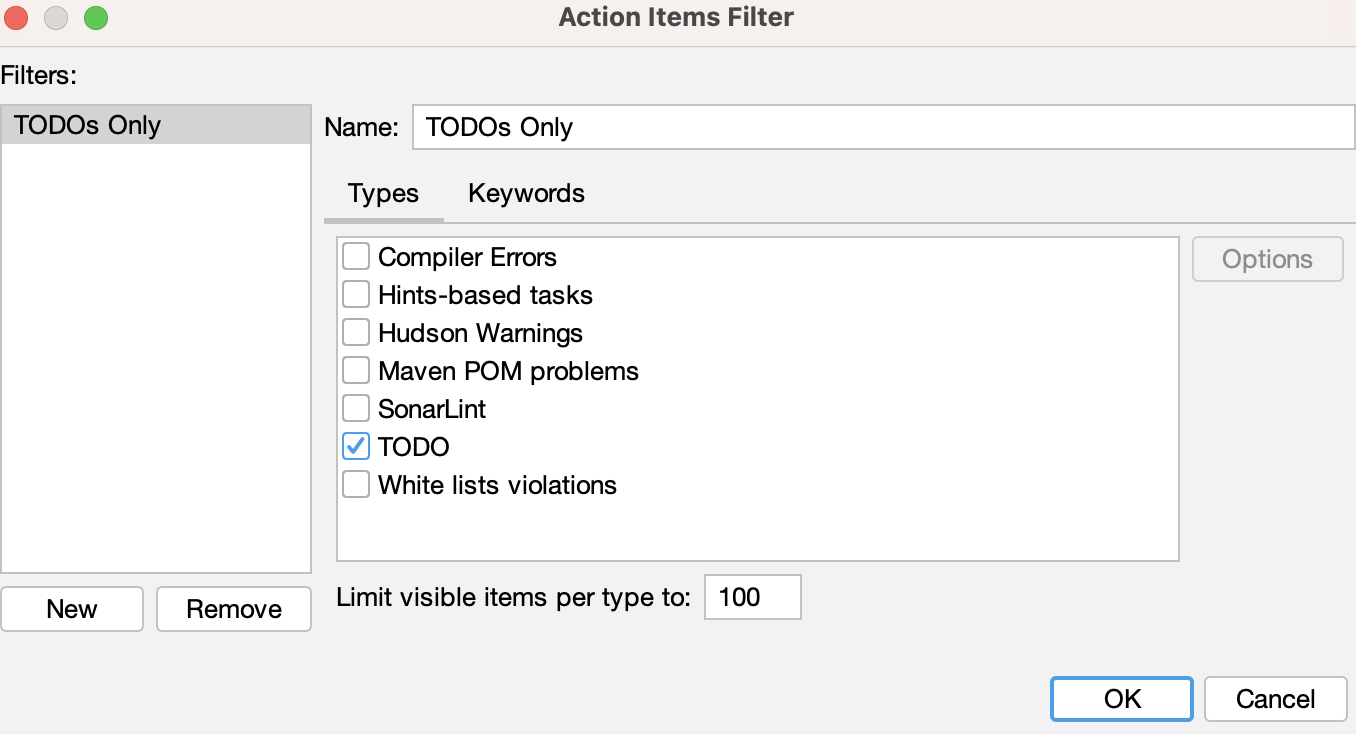 Action Items Filter
Filters:
TODOs Only
Name: TODOs Only
Types Keywords
Compiler Errors
Options
Hints-based tasks
Hudson Warnings
Maven POM problems
SonarLint
TODO
White lists violations
New Remove
Limit visible items per type to: 100
OK Cancel